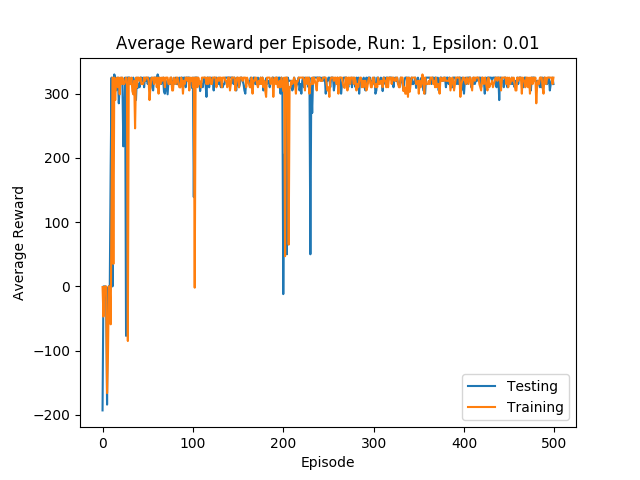 Average Reward per Episode, Run: 1, Epsilon: 0.01
Average Reward
300
200
100
0
−100
−200
0
100
200
300
400
500
Episode
Testing
Training